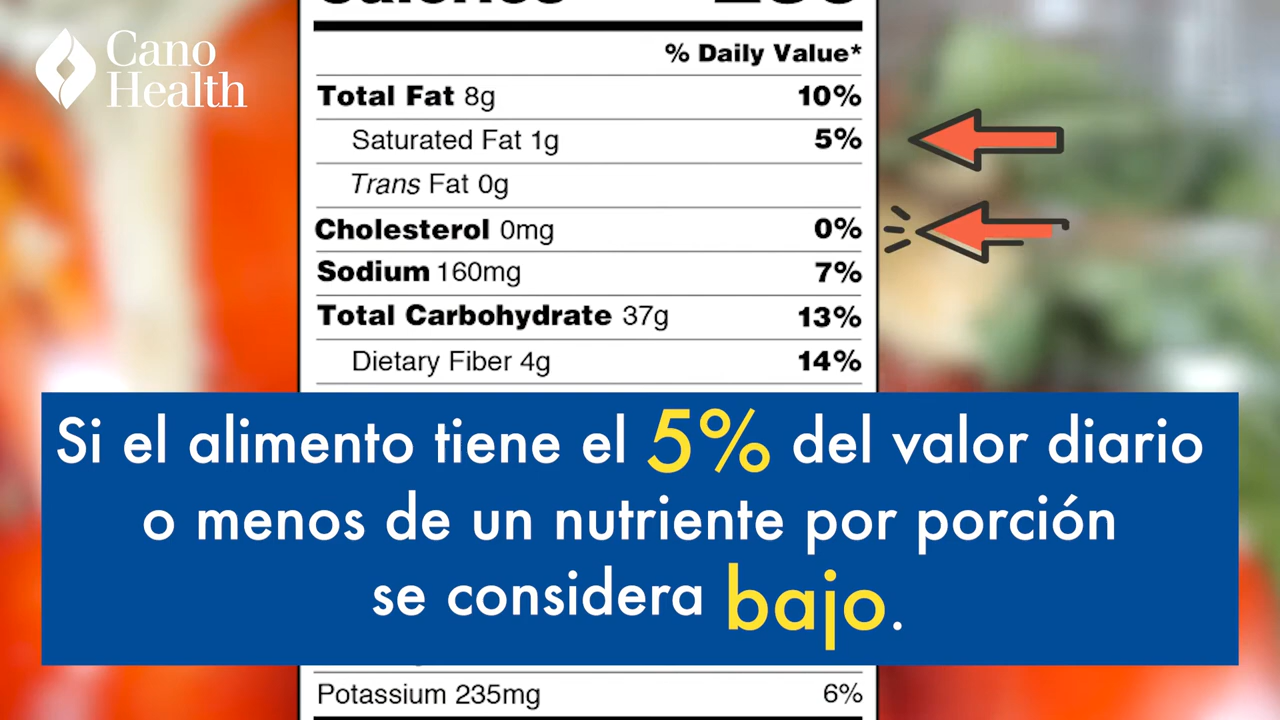 Cano
Health
% Daily Value*
Total Fat 8g 10%
Saturated Fat 1g 5%
Trans Fat 0g
Cholesterol 0mg 0%
Sodium 160mg 7%
Total Carbohydrate 37g 13%
Dietary Fiber 4g 14%
Si el alimento tiene el 5% del valor diario
o menos de un nutriente por porción
se considera bajo.
Potassium 235mg 6%